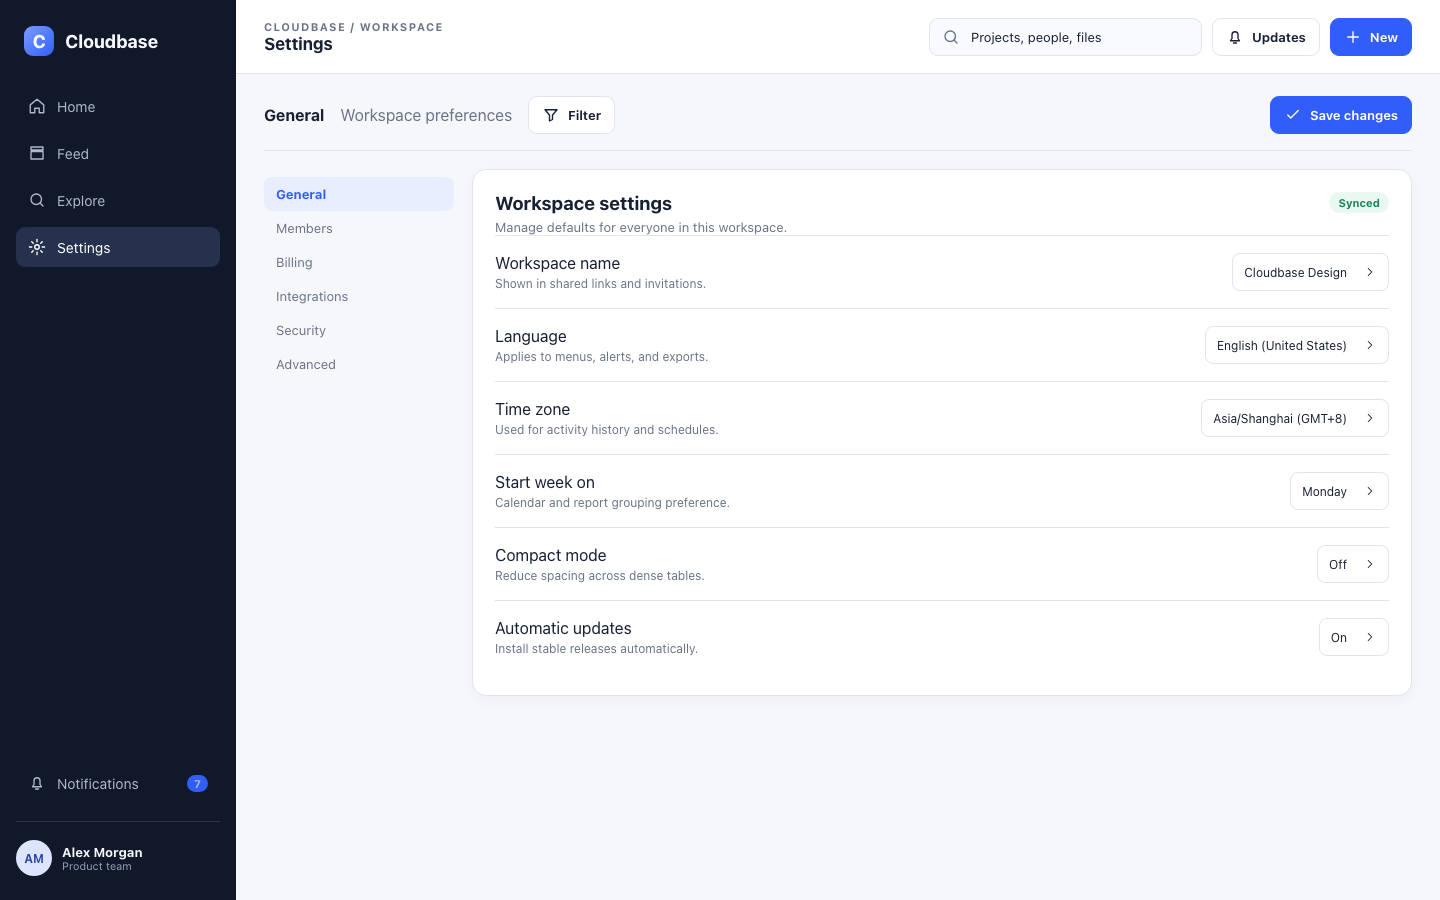 C Cloudbase
Home
Feed
Explore
Settings
Notifications 7
AM
Alex Morgan
Product team
CLOUDBASE / WORKSPACE
Settings
Projects, people, files
Updates
New
General
Workspace preferences
Filter
Save changes
General
Members
Billing
Integrations
Security
Advanced
Workspace settings
Synced
Manage defaults for everyone in this workspace.
Workspace name
Shown in shared links and invitations.
Cloudbase Design
Language
Applies to menus, alerts, and exports.
English (United States)
Time zone
Used for activity history and schedules.
Asia/Shanghai (GMT+8)
Start week on
Calendar and report grouping preference.
Monday
Compact mode
Reduce spacing across dense tables.
Off
Automatic updates
Install stable releases automatically.
On